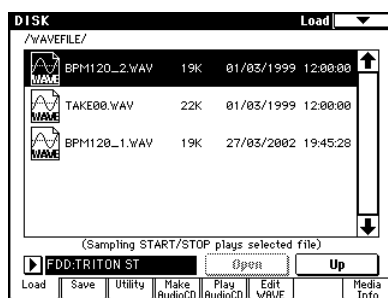 DISK Load
/WAVEFILE/
WAVE BPM120_2.WAV 19K 01/03/1999 12:00:00
WAVE TAKE00.WAV 22K 01/03/1999 12:00:00
WAVE BPM120_1.WAV 19K 27/03/2002 19:45:28
(Sampling START/STOP plays selected file)
FDD:TRITON ST Open Up
Load Save Utility Make AudioCD Play AudioCD Edit WAVE Media Info